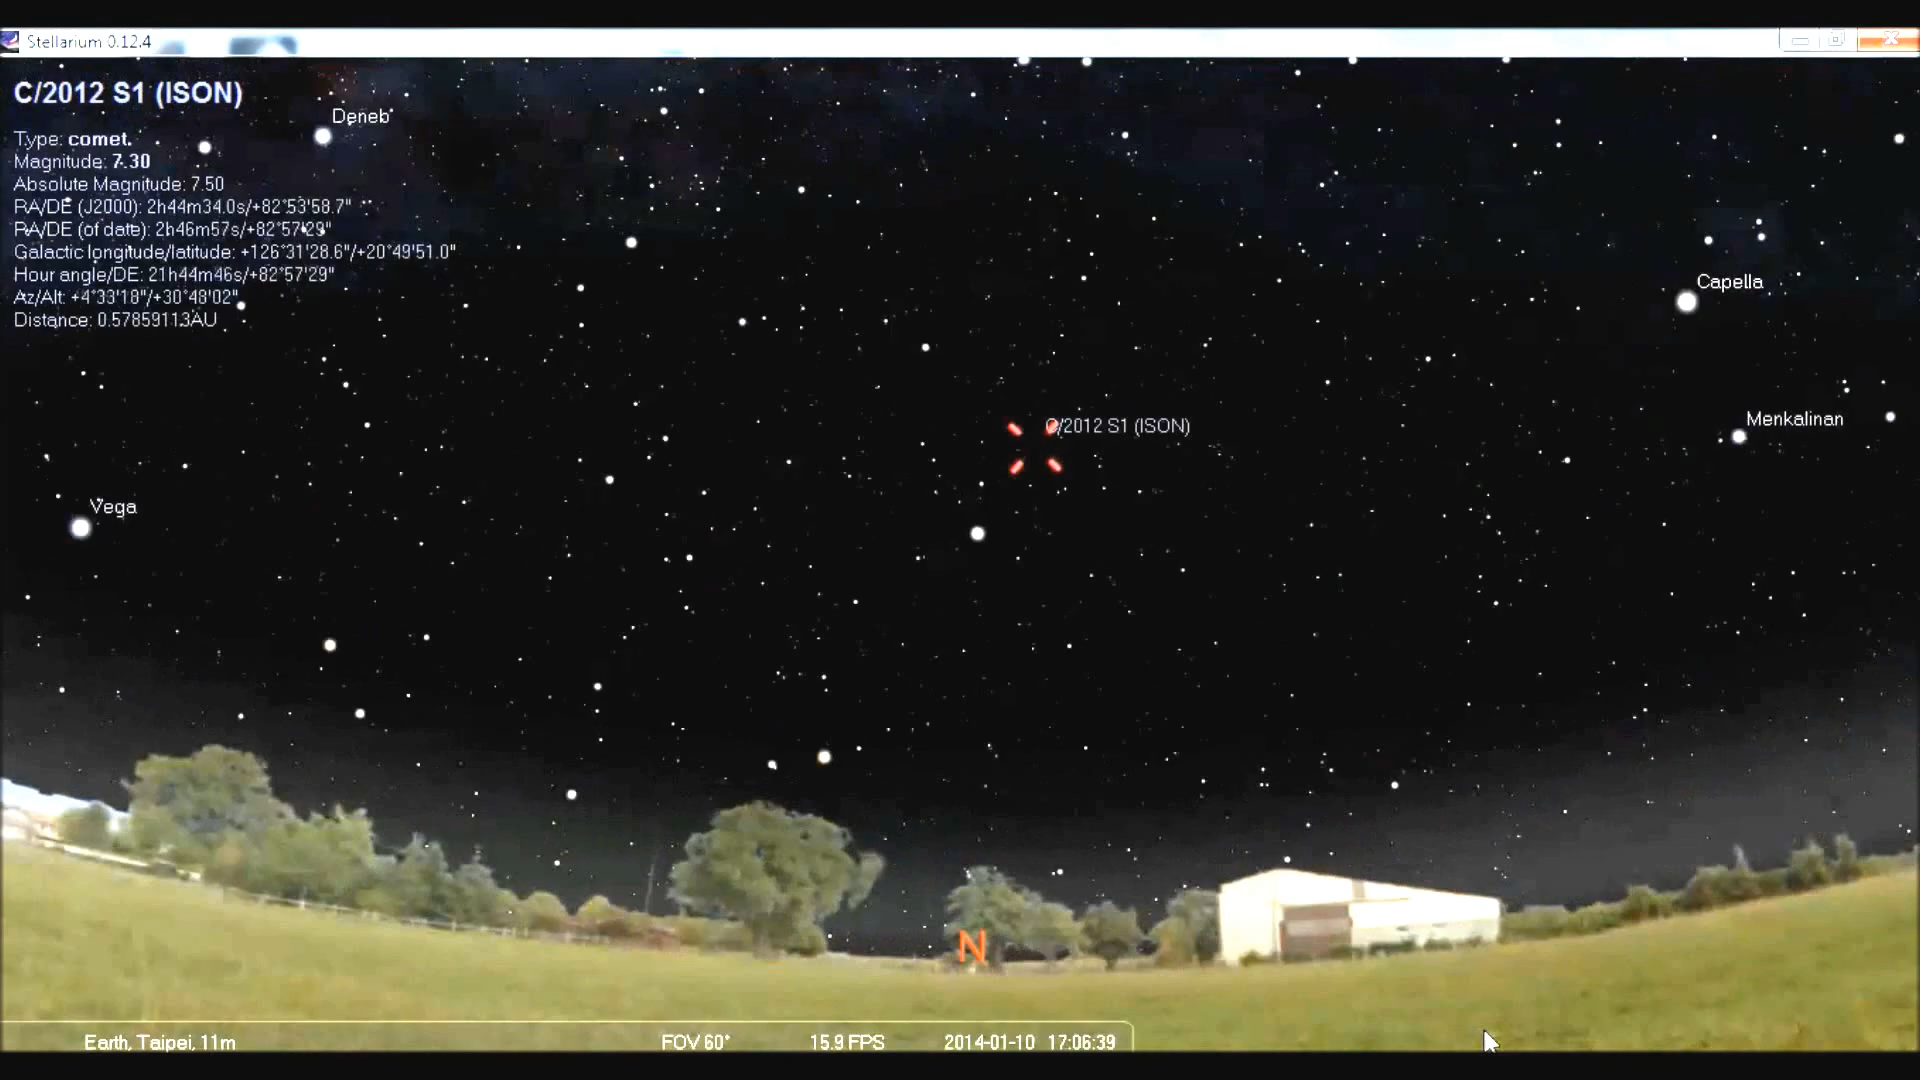 Stellarium 0.12.4
C/2012 S1 (ISON)
Type: comet.
Magnitude: 7.30
Absolute Magnitude: 7.50
RA/DE (J2000): 2h44m34.0s/+82°53'58.7"
RA/DE (of date): 2h46m57s/+82°57'29"
Galactic longitude/latitude: +126°31'28.6"/+20°49'51.0"
Hour angle/DE: 21h44m46s/+82°57'29"
Az/Alt: +4°33'18"/+30°48'02"
Distance: 0.57859113AU
Deneb
Capella
Menkalinan
C/2012 S1 (ISON)
Vega
N
Earth, Taipei, 11m FOV 60° 15.9 FPS 2014-01-10 17:06:39